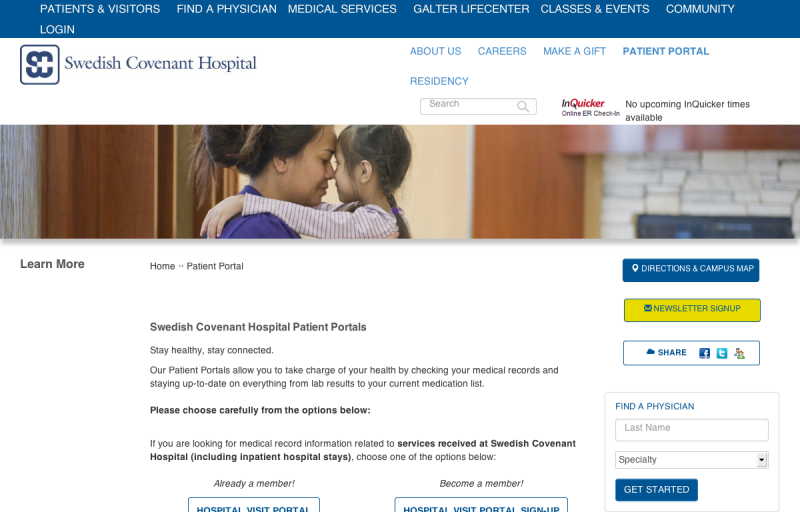 PATIENTS & VISITORS FIND A PHYSICIAN MEDICAL SERVICES GALTER LIFECENTER CLASSES & EVENTS COMMUNITY
LOGIN
Swedish Covenant Hospital
ABOUT US CAREERS MAKE A GIFT PATIENT PORTAL
RESIDENCY
Search
InQuicker
Online ER Check-In
No upcoming InQuicker times
available
Learn More
Home ·· Patient Portal
DIRECTIONS & CAMPUS MAP
NEWSLETTER SIGNUP
SHARE
Swedish Covenant Hospital Patient Portals
Stay healthy, stay connected.
Our Patient Portals allow you to take charge of your health by checking your medical records and
staying up-to-date on everything from lab results to your current medication list.
Please choose carefully from the options below:
If you are looking for medical record information related to services received at Swedish Covenant
Hospital (including inpatient hospital stays), choose one of the options below:
Already a member! Become a member!
HOSPITAL VISIT PORTAL HOSPITAL VISIT PORTAL SIGN-UP
FIND A PHYSICIAN
Last Name
Specialty
GET STARTED